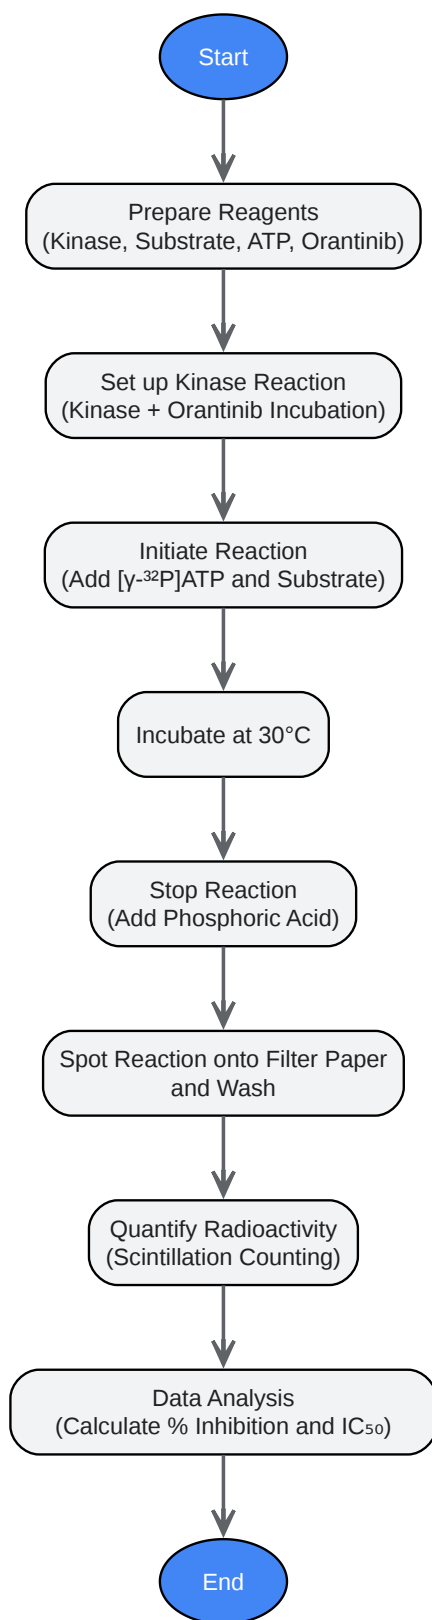 Start
Prepare Reagents
(Kinase, Substrate, ATP, Orantinib)
Set up Kinase Reaction
(Kinase + Orantinib Incubation)
Initiate Reaction
(Add [γ-³²P]ATP and Substrate)
Incubate at 30°C
Stop Reaction
(Add Phosphoric Acid)
Spot Reaction onto Filter Paper
and Wash
Quantify Radioactivity
(Scintillation Counting)
Data Analysis
(Calculate % Inhibition and IC₅₀)
End